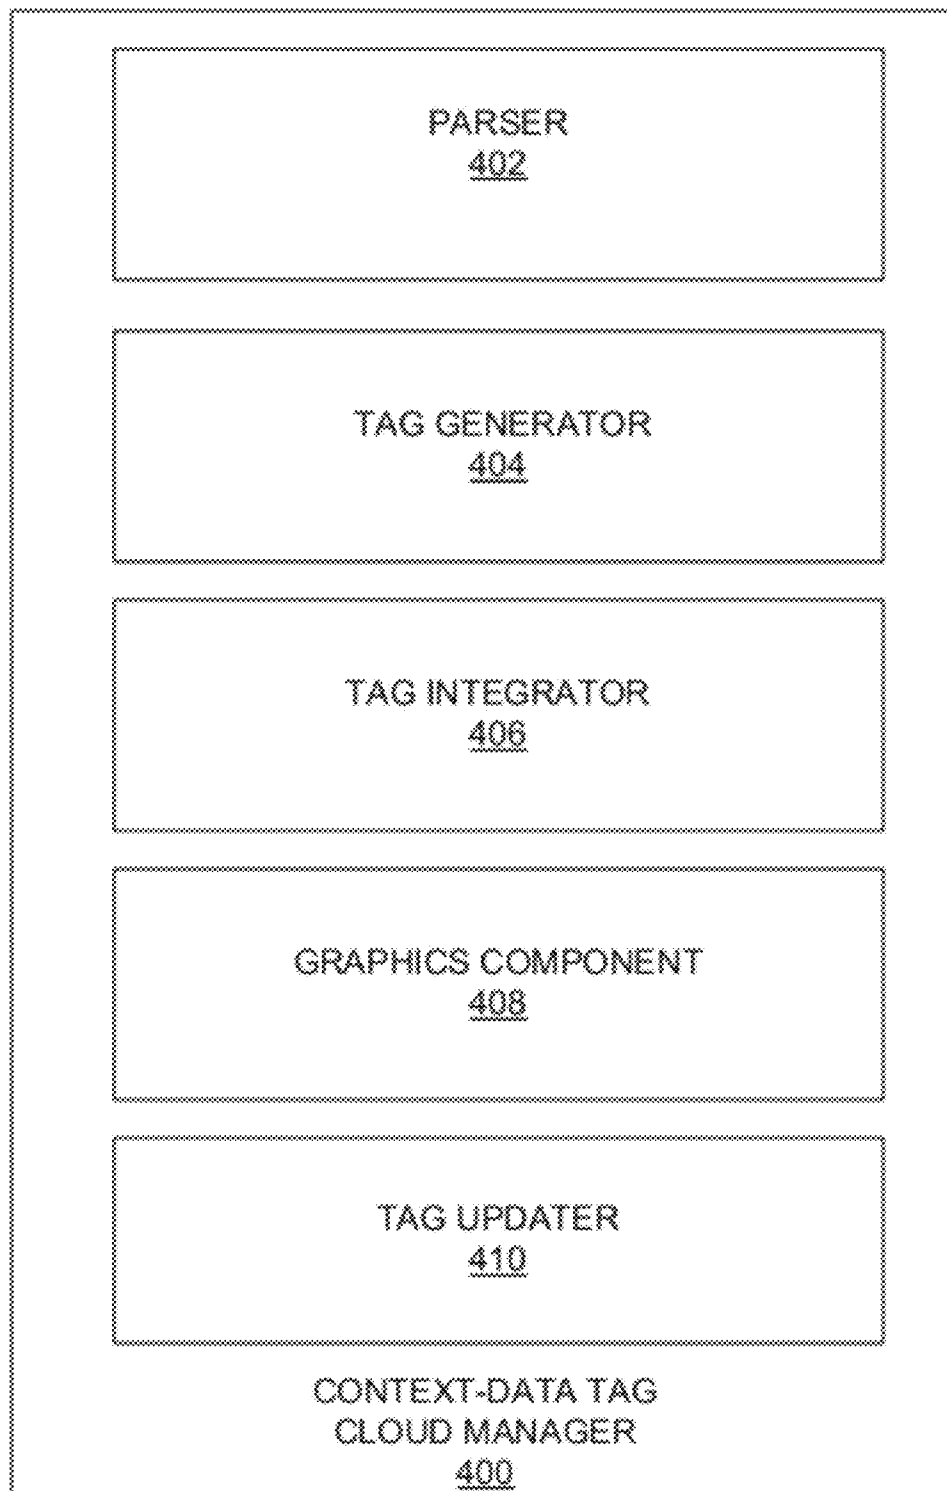 PARSER
402
TAG GENERATOR
404
TAG INTEGRATOR
406
GRAPHICS COMPONENT
408
TAG UPDATER
410
CONTEXT-DATA TAG
CLOUD MANAGER
400